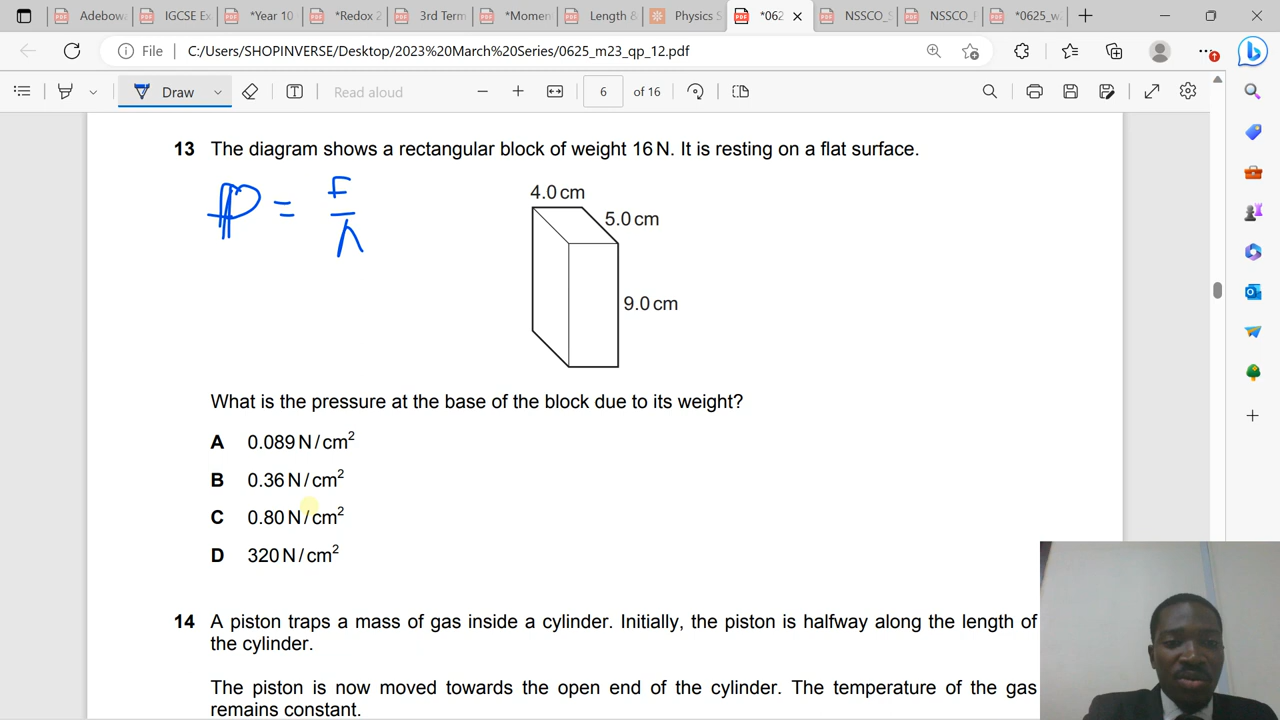 Adebowa
IGCSE Ex
*Year 10
*Redox 2
3rd Term
*Momen
Length &
Physics S
*062
NSSCO_S
NSSCO_I
*0625_w
File
C:/Users/SHOPINVERSE/Desktop/2023%20March%20Series/0625_m23_qp_12.pdf
Draw
Read aloud
6
of 16
13 The diagram shows a rectangular block of weight 16 N. It is resting on a flat surface.
P = F
A
4.0 cm
5.0 cm
9.0 cm
What is the pressure at the base of the block due to its weight?
A 0.089 N / cm²
B 0.36 N / cm²
C 0.80 N / cm²
D 320 N / cm²
14 A piston traps a mass of gas inside a cylinder. Initially, the piston is halfway along the length of
the cylinder.
The piston is now moved towards the open end of the cylinder. The temperature of the gas
remains constant.